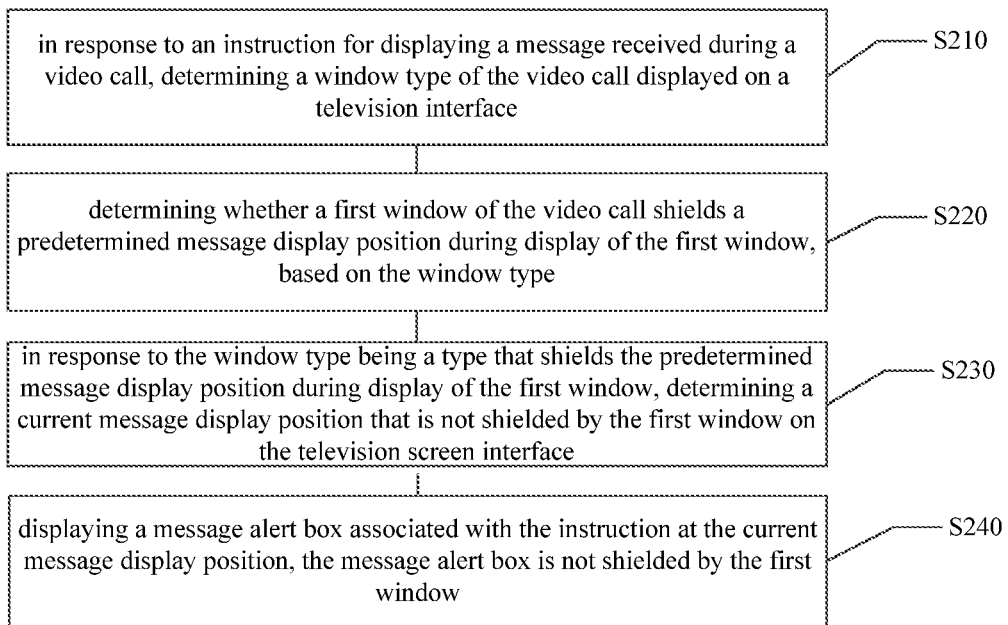 in response to an instruction for displaying a message received during a
video call, determining a window type of the video call displayed on a
television interface
S210
determining whether a first window of the video call shields a
predetermined message display position during display of the first window,
based on the window type
S220
in response to the window type being a type that shields the predetermined
message display position during display of the first window, determining a
current message display position that is not shielded by the first window on
the television screen interface
S230
displaying a message alert box associated with the instruction at the current
message display position, the message alert box is not shielded by the first
window
S240